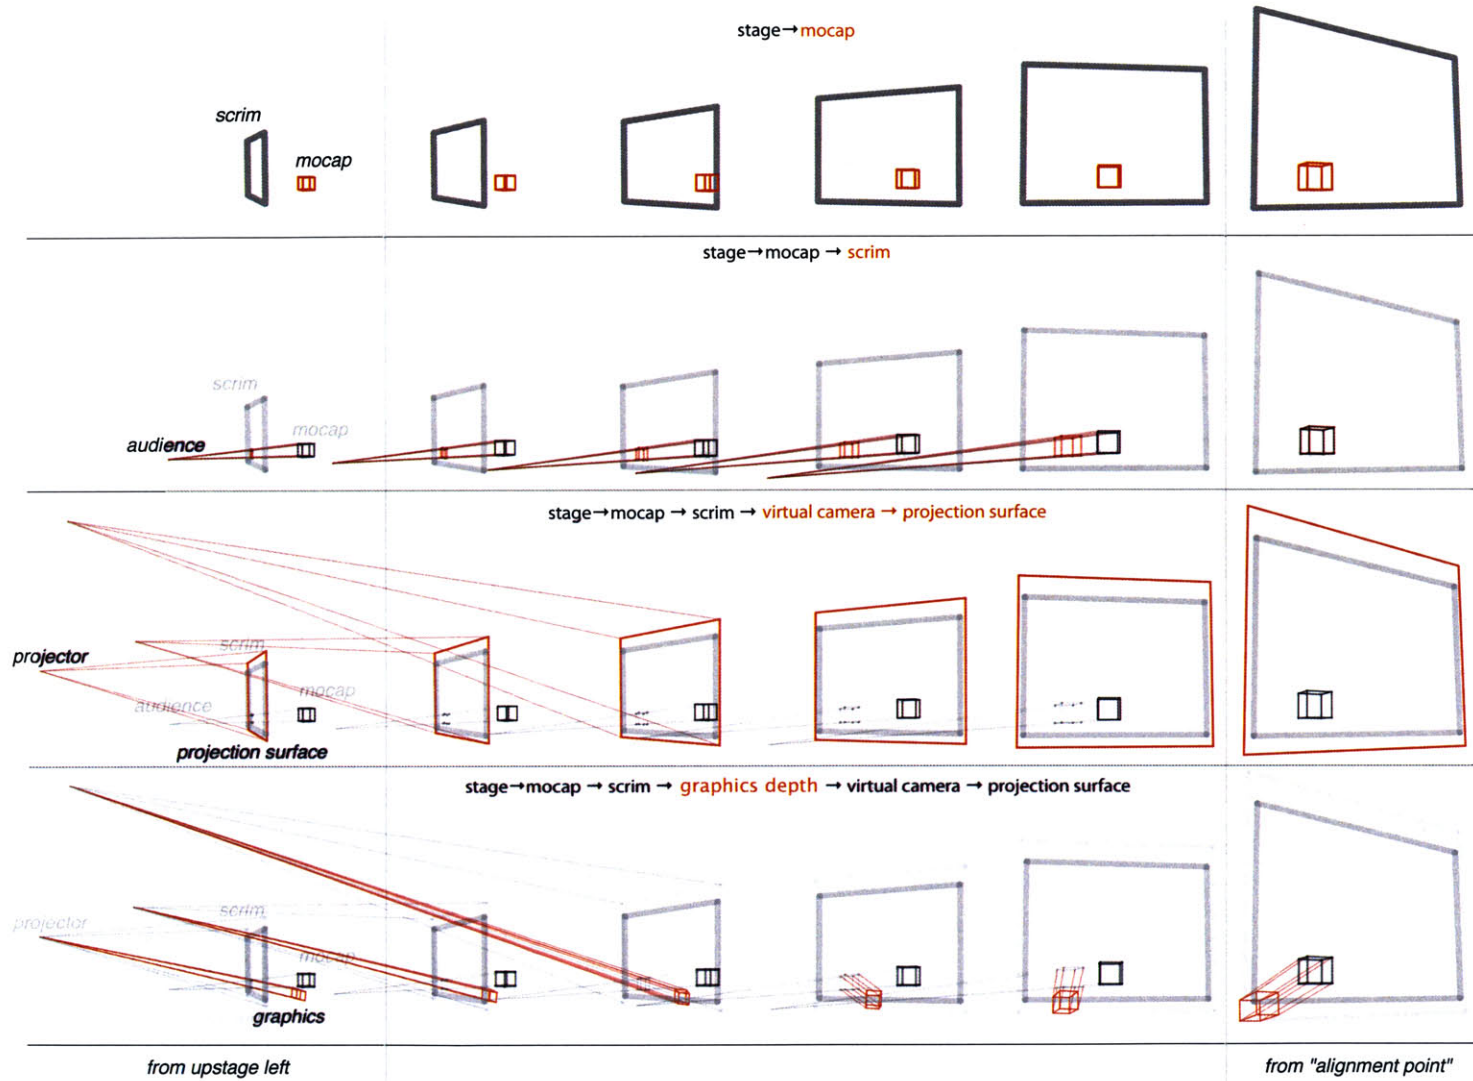 stage→mocap
scrim
mocap
stage→mocap → scrim
scrim
mocap
audience
stage→mocap → scrim → virtual camera → projection surface
scrim
projector
mocap
audience
projection surface
stage→mocap → scrim → graphics depth → virtual camera → projection surface
scrim
projector
mocap
graphics
from upstage left
from "alignment point"